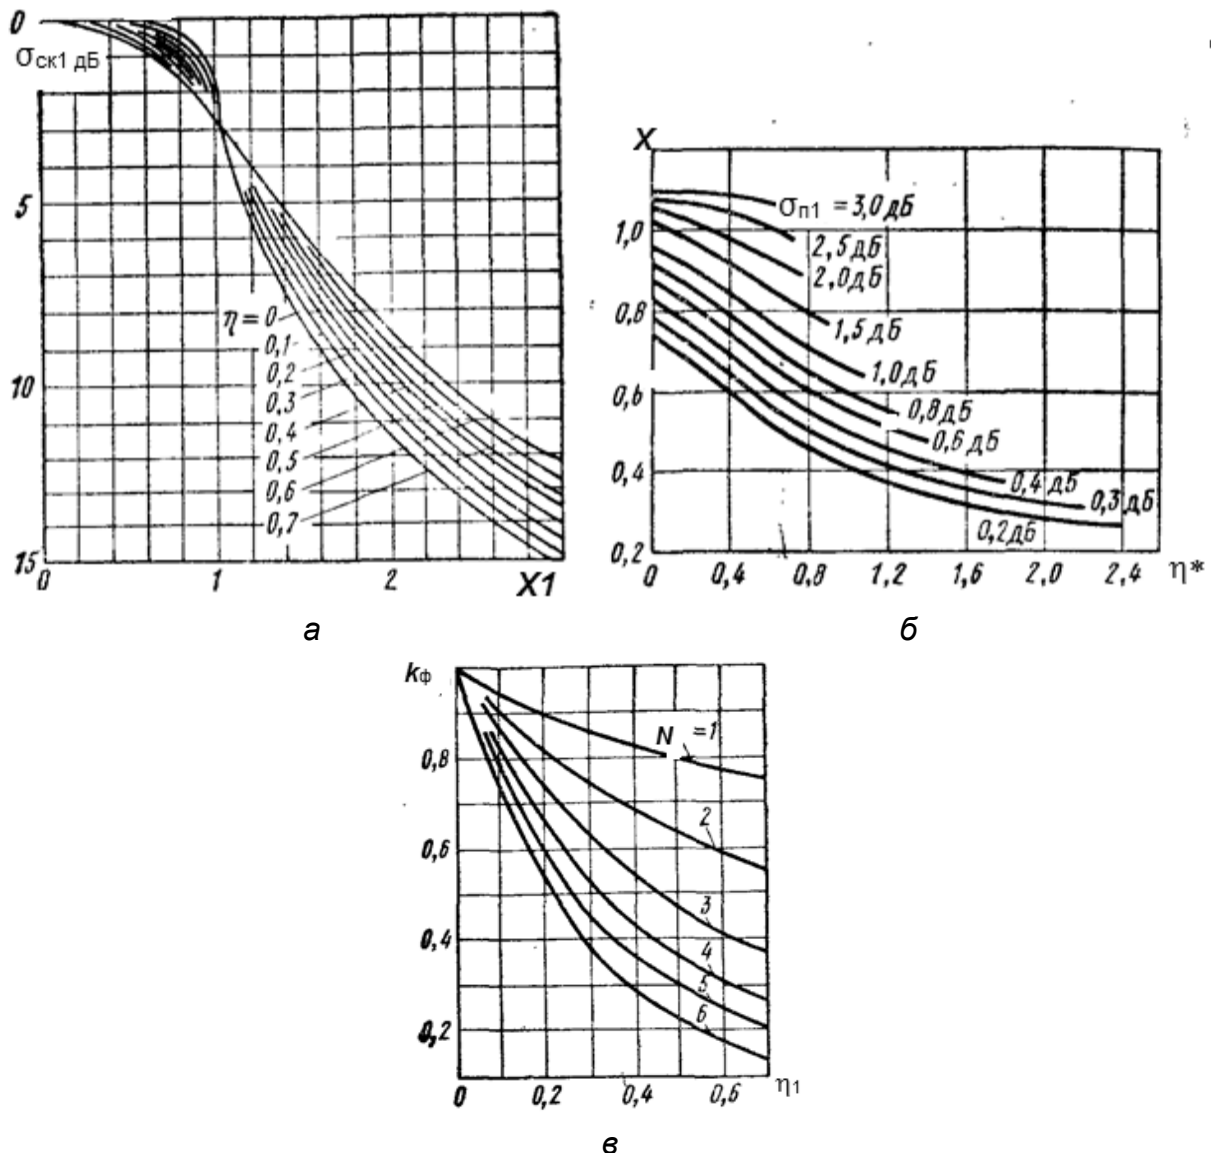 0
σск1 дБ
5
η = 0
0,1
0,2
0,3
0,4
0,5
0,6
0,7
10
15
0 1 2 X1
а
X
σп1 = 3,0 дБ
2,5 дБ
2,0 дБ
1,5 дБ
1,0 дБ
0,8 дБ
0,6 дБ
0,4 дБ
0,3 дБ
0,2 дБ
1,0
0,8
0,6
0,4
0,2
0 0,4 0,8 1,2 1,6 2,0 2,4 η*
б
kф
N = 1
2
3
4
5
6
0,8
0,6
0,4
0,2
0 0,2 0,4 0,6 η1
в